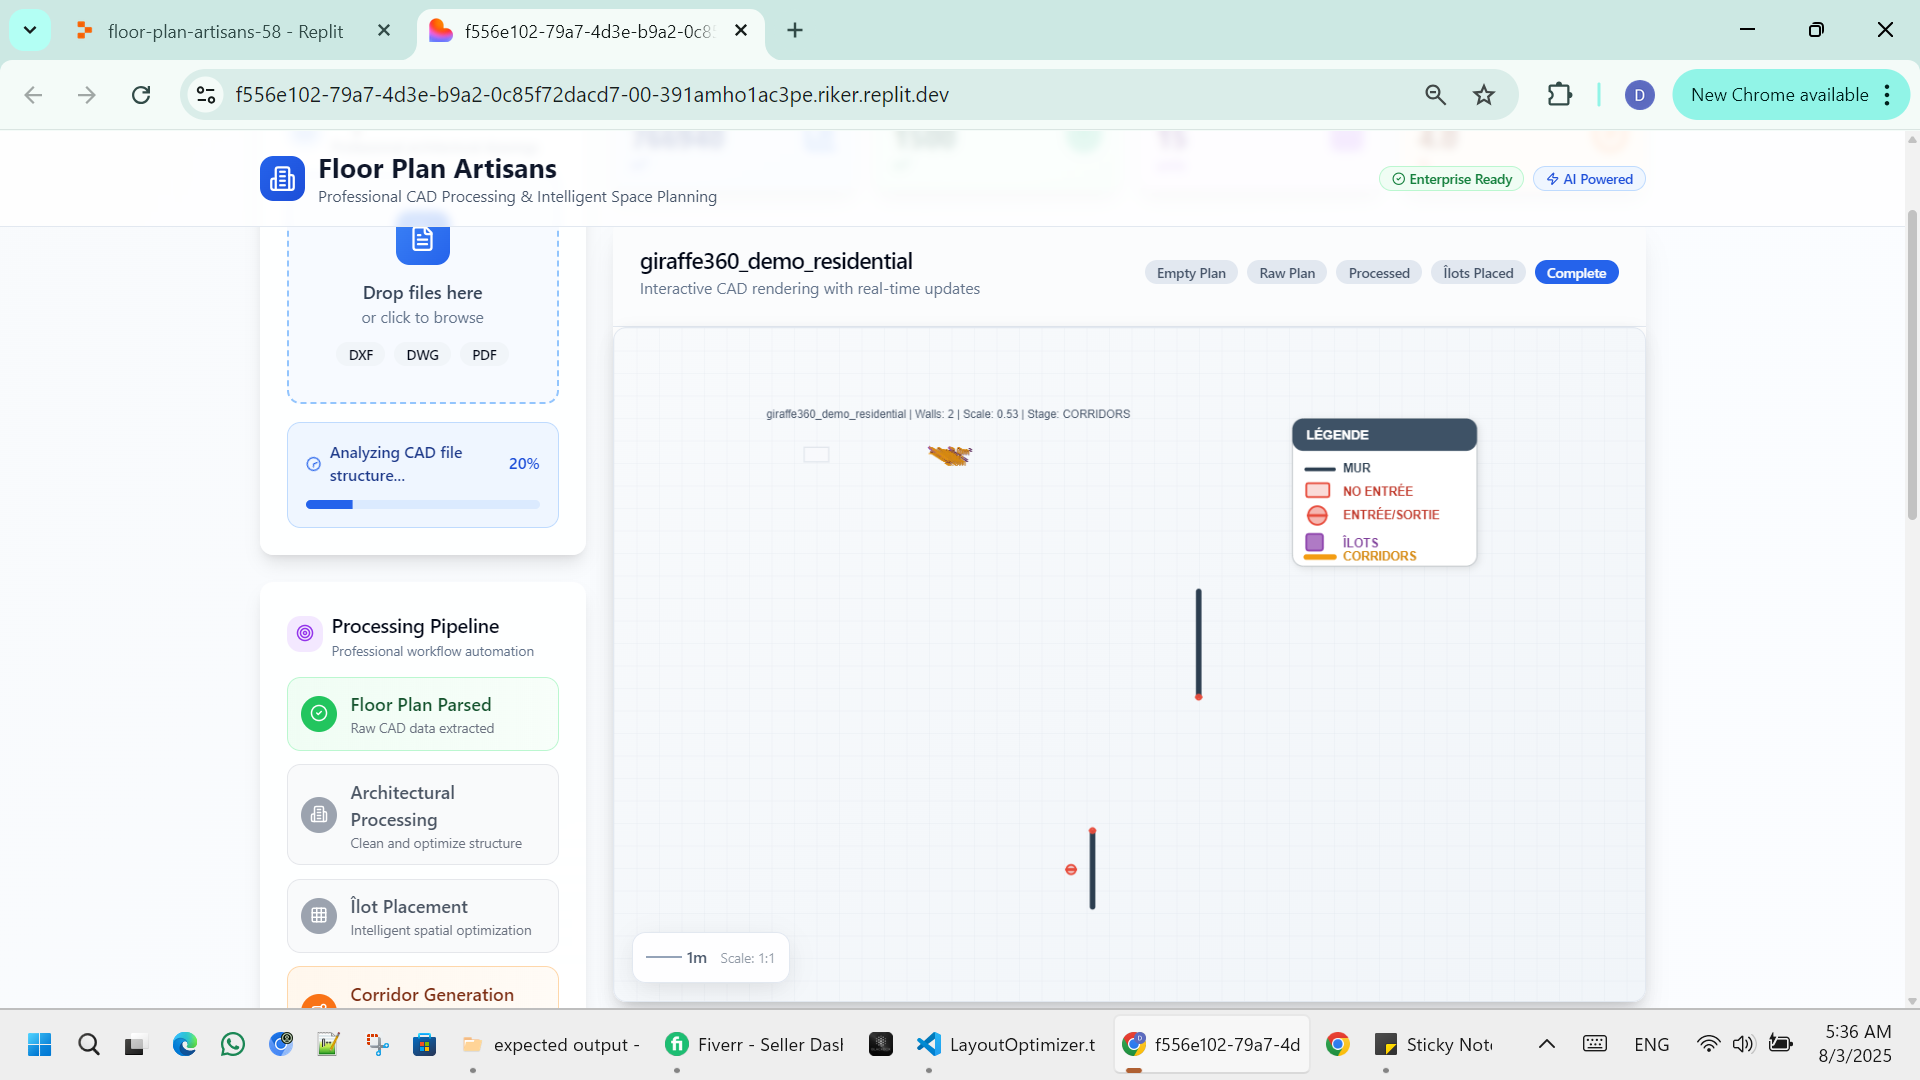 floor-plan-artisans-58 - Replit
f556e102-79a7-4d3e-b9a2-0c8
f556e102-79a7-4d3e-b9a2-0c85f72dacd7-00-391amho1ac3pe.riker.replit.dev
D
New Chrome available
766940
1500
15
4.0
Floor Plan Artisans
Professional CAD Processing & Intelligent Space Planning
Enterprise Ready
AI Powered
Drop files here
or click to browse
DXF
DWG
PDF
Analyzing CAD file
structure...
20%
Processing Pipeline
Professional workflow automation
Floor Plan Parsed
Raw CAD data extracted
Architectural
Processing
Clean and optimize structure
Îlot Placement
Intelligent spatial optimization
Corridor Generation
giraffe360_demo_residential
Interactive CAD rendering with real-time updates
Empty Plan
Raw Plan
Processed
Îlots Placed
Complete
giraffe360_demo_residential | Walls: 2 | Scale: 0.53 | Stage: CORRIDORS
LÉGENDE
MUR
NO ENTRÉE
ENTRÉE/SORTIE
ÎLOTS
CORRIDORS
1m
Scale: 1:1
expected output -
Fiverr - Seller Dasl
LayoutOptimizer.t
f556e102-79a7-4d
Sticky Note
ENG
5:36 AM
8/3/2025